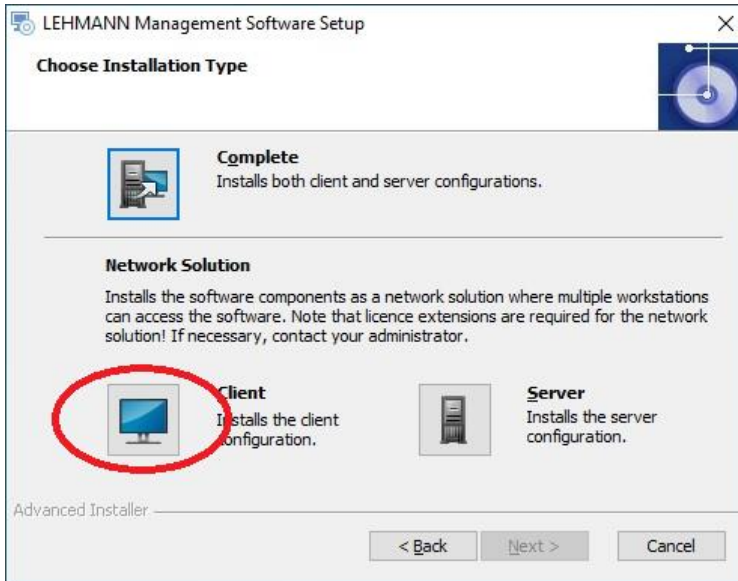 LEHMANN Management Software Setup
Choose Installation Type
Complete
Installs both client and server configurations.
Network Solution
Installs the software components as a network solution where multiple workstations
can access the software. Note that licence extensions are required for the network
solution! If necessary, contact your administrator.
Client
Installs the client
configuration.
Server
Installs the server
configuration.
Advanced Installer
< Back
Next >
Cancel